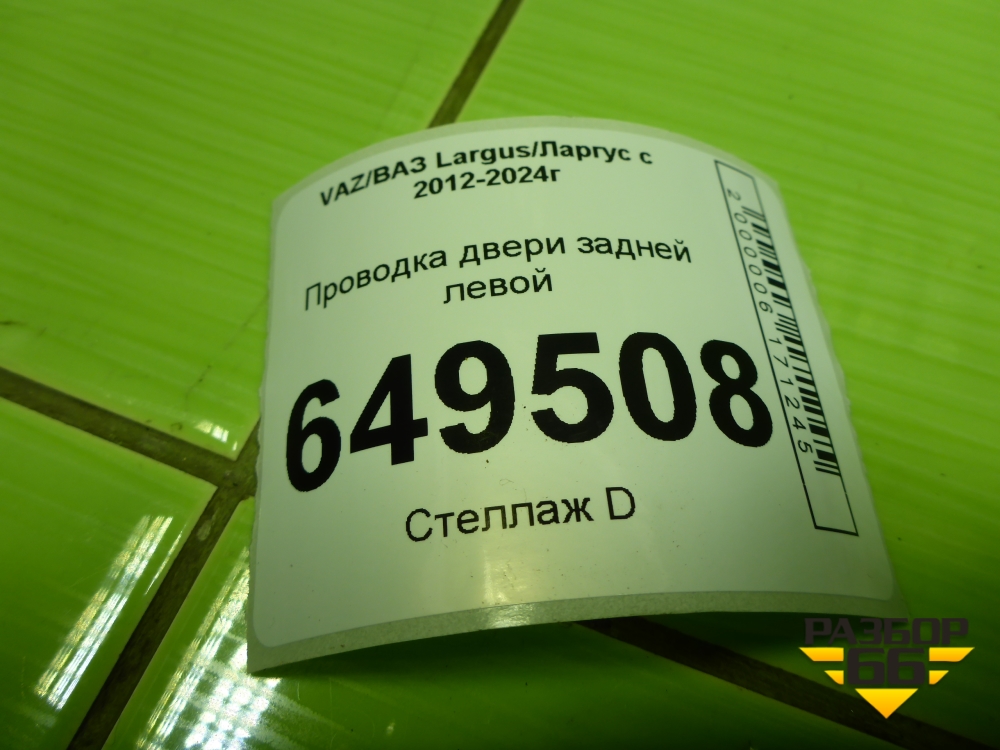 VAZ/ВАЗ Largus/Ларгус с
2012-2024г
Проводка двери задней
левой
649508
Стеллаж D
2000006171245
РАЗБОР
66